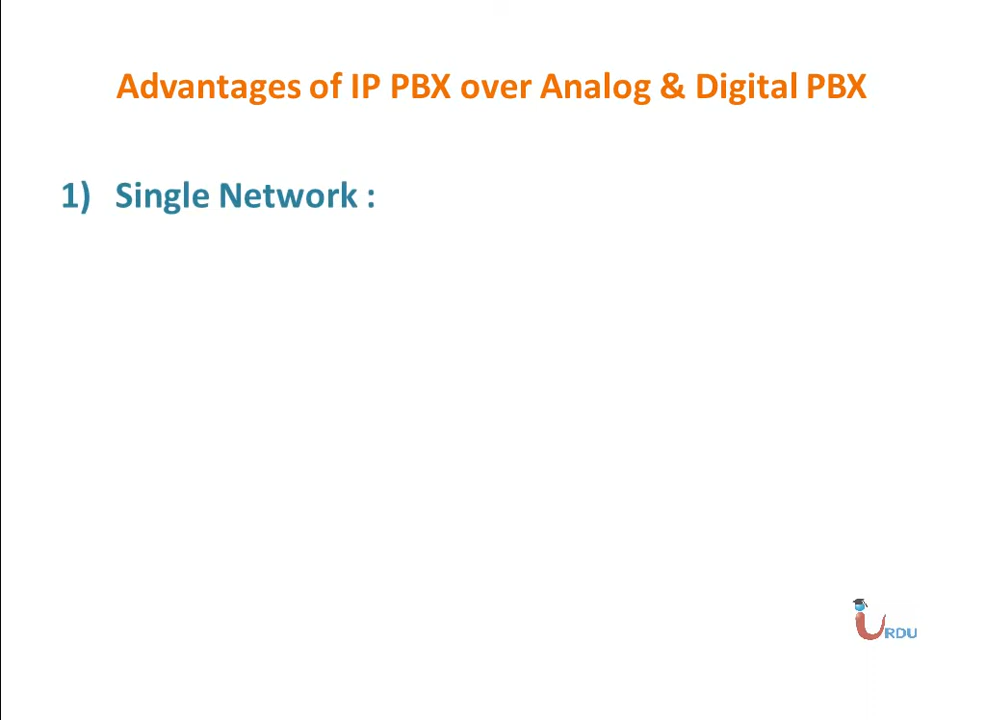 Advantages of IP PBX over Analog & Digital PBX
1) Single Network :
URDU